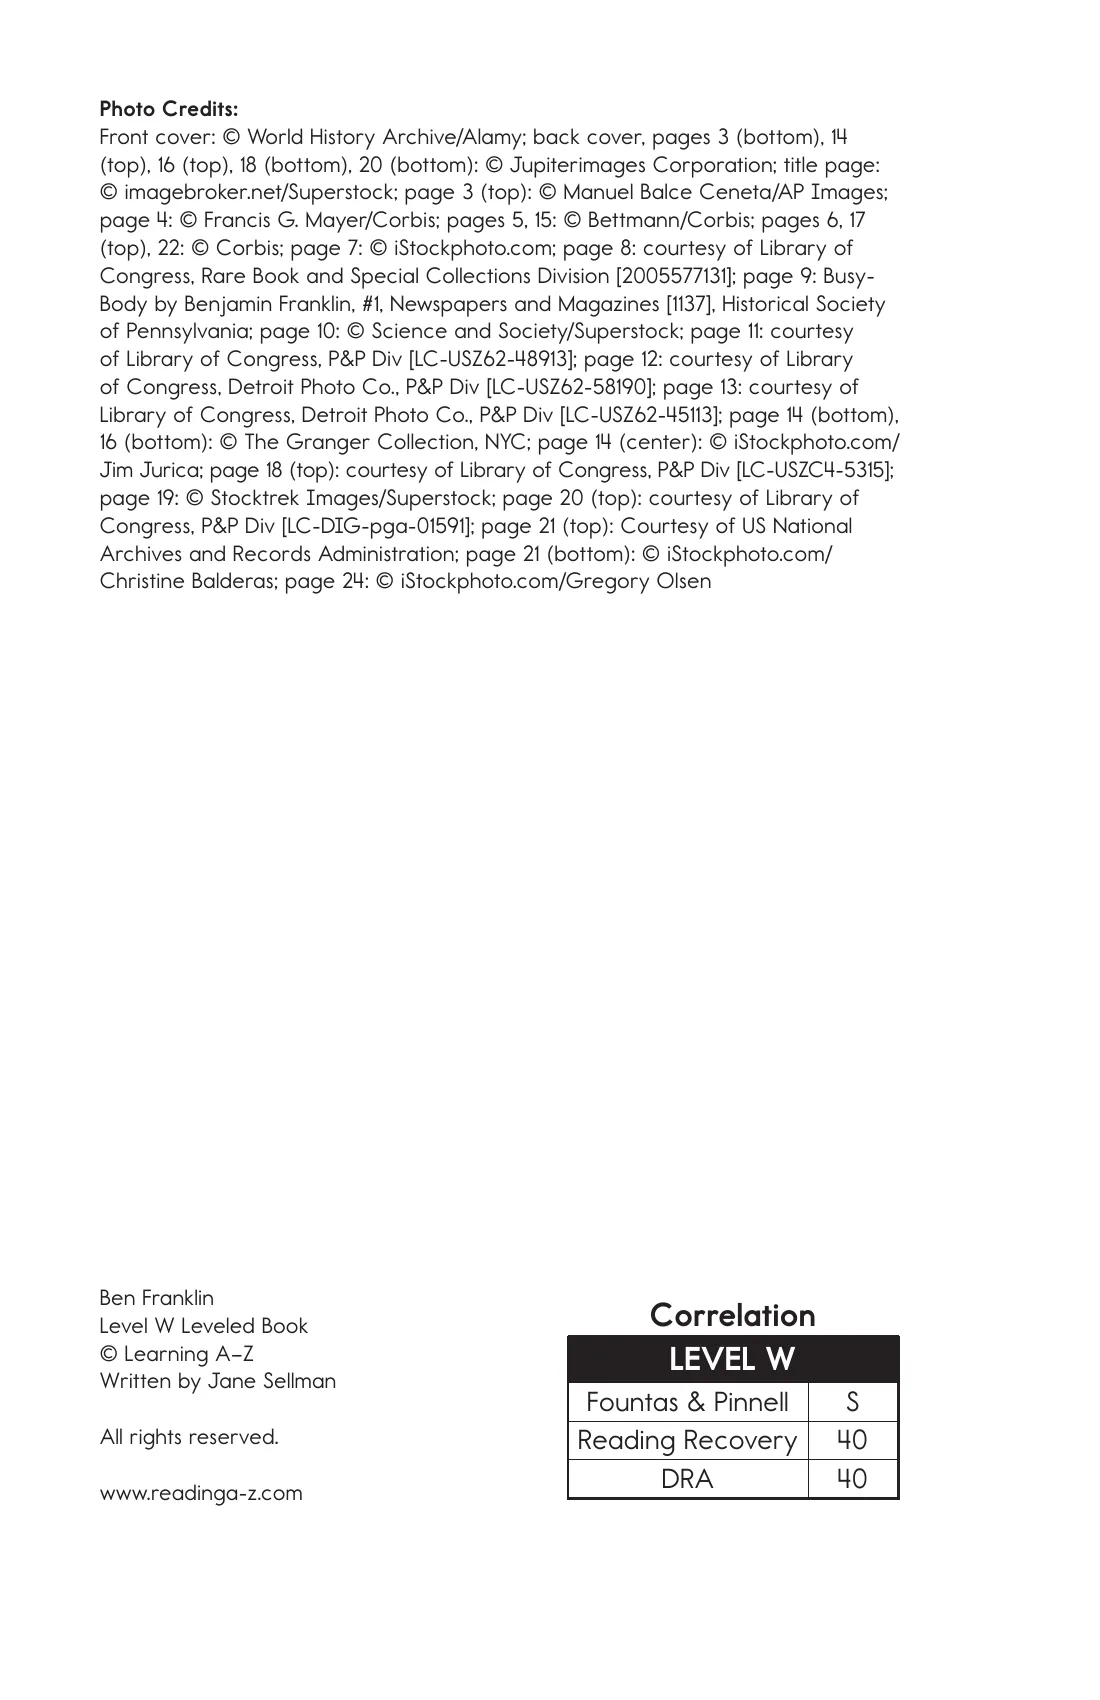 Photo Credits:
Front cover: © World History Archive/Alamy; back cover, pages 3 (bottom), 14
(top), 16 (top), 18 (bottom), 20 (bottom): © Jupiterimages Corporation; title page:
© imagebroker.net/Superstock; page 3 (top): © Manuel Balce Ceneta/AP Images;
page 4: © Francis G. Mayer/Corbis; pages 5, 15: © Bettmann/Corbis; pages 6, 17
(top), 22: © Corbis; page 7: © iStockphoto.com; page 8: courtesy of Library of
Congress, Rare Book and Special Collections Division [2005577131]; page 9: Busy-
Body by Benjamin Franklin, #1, Newspapers and Magazines [1137], Historical Society
of Pennsylvania; page 10: © Science and Society/Superstock; page 11: courtesy
of Library of Congress, P&P Div [LC-USZ62-48913]; page 12: courtesy of Library
of Congress, Detroit Photo Co., P&P Div [LC-USZ62-58190]; page 13: courtesy of
Library of Congress, Detroit Photo Co., P&P Div [LC-USZ62-45113]; page 14 (bottom),
16 (bottom): © The Granger Collection, NYC; page 14 (center): © iStockphoto.com/
Jim Jurica; page 18 (top): courtesy of Library of Congress, P&P Div [LC-USZC4-5315];
page 19: © Stocktrek Images/Superstock; page 20 (top): courtesy of Library of
Congress, P&P Div [LC-DIG-pga-01591]; page 21 (top): Courtesy of US National
Archives and Records Administration; page 21 (bottom): © iStockphoto.com/
Christine Balderas; page 24: © iStockphoto.com/Gregory Olsen
Ben Franklin
Level W Leveled Book
© Learning A–Z
Written by Jane Sellman
All rights reserved.
www.readinga-z.com
Correlation
LEVEL W
Fountas & Pinnell S
Reading Recovery 40
DRA 40